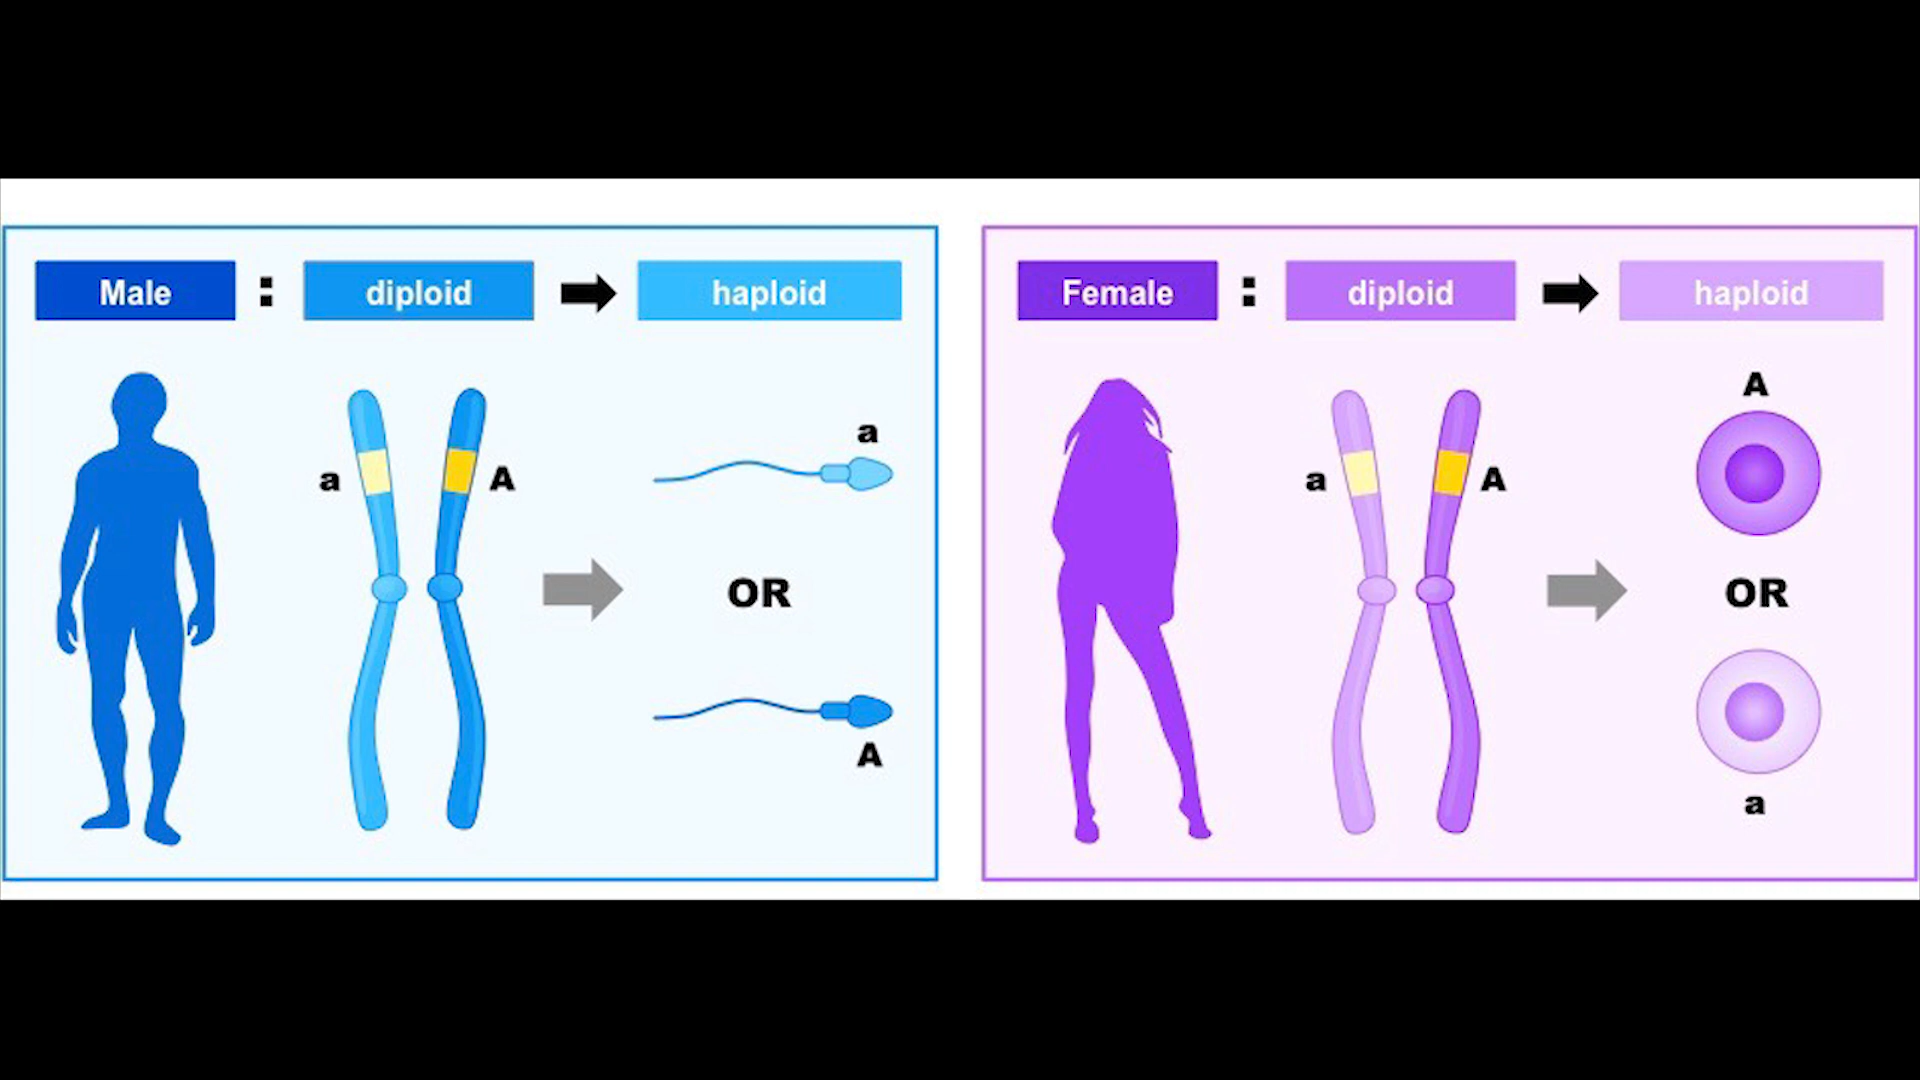 Male : diploid haploid
a A
a
OR
A
Female : diploid haploid
a A
A
OR
a